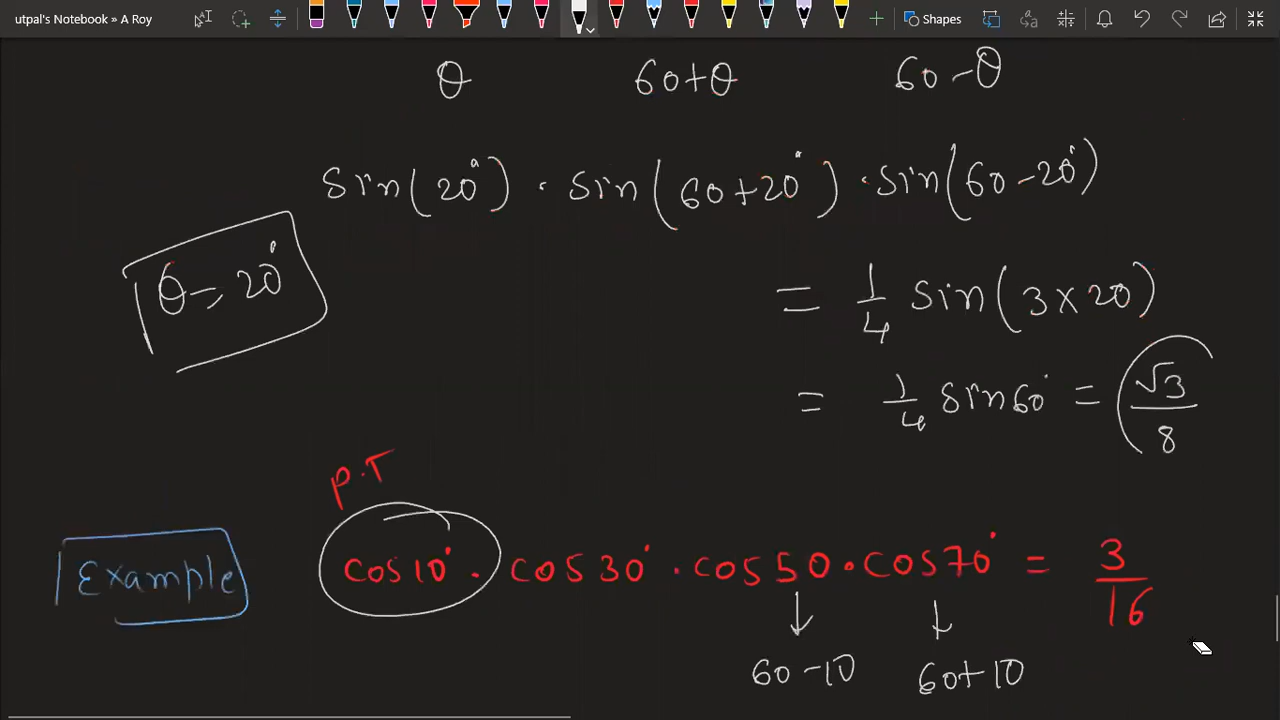 utpal's Notebook » A Roy
Shapes
θ 60+θ 60-θ
sin(20°) · sin(60+20°) · sin(60-20°)
θ = 20°
= 1/4 sin(3×20)
= 1/4 sin60° = √3/8
P.T
Example cos10° · cos30° · cos50 · cos70° = 3/16
60-10 60+10